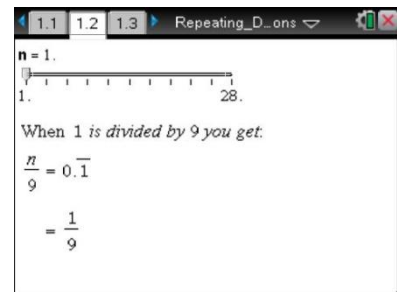 1.1 1.2 1.3 Repeating_D…ons
n = 1.
1. 28.
When 1 is divided by 9 you get:
n/9 = 0.1̅
= 1/9